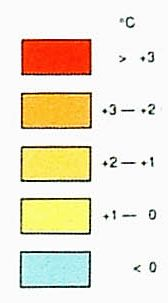 °C
> +3
+3 — +2
+2 — +1
+1 — 0
< 0